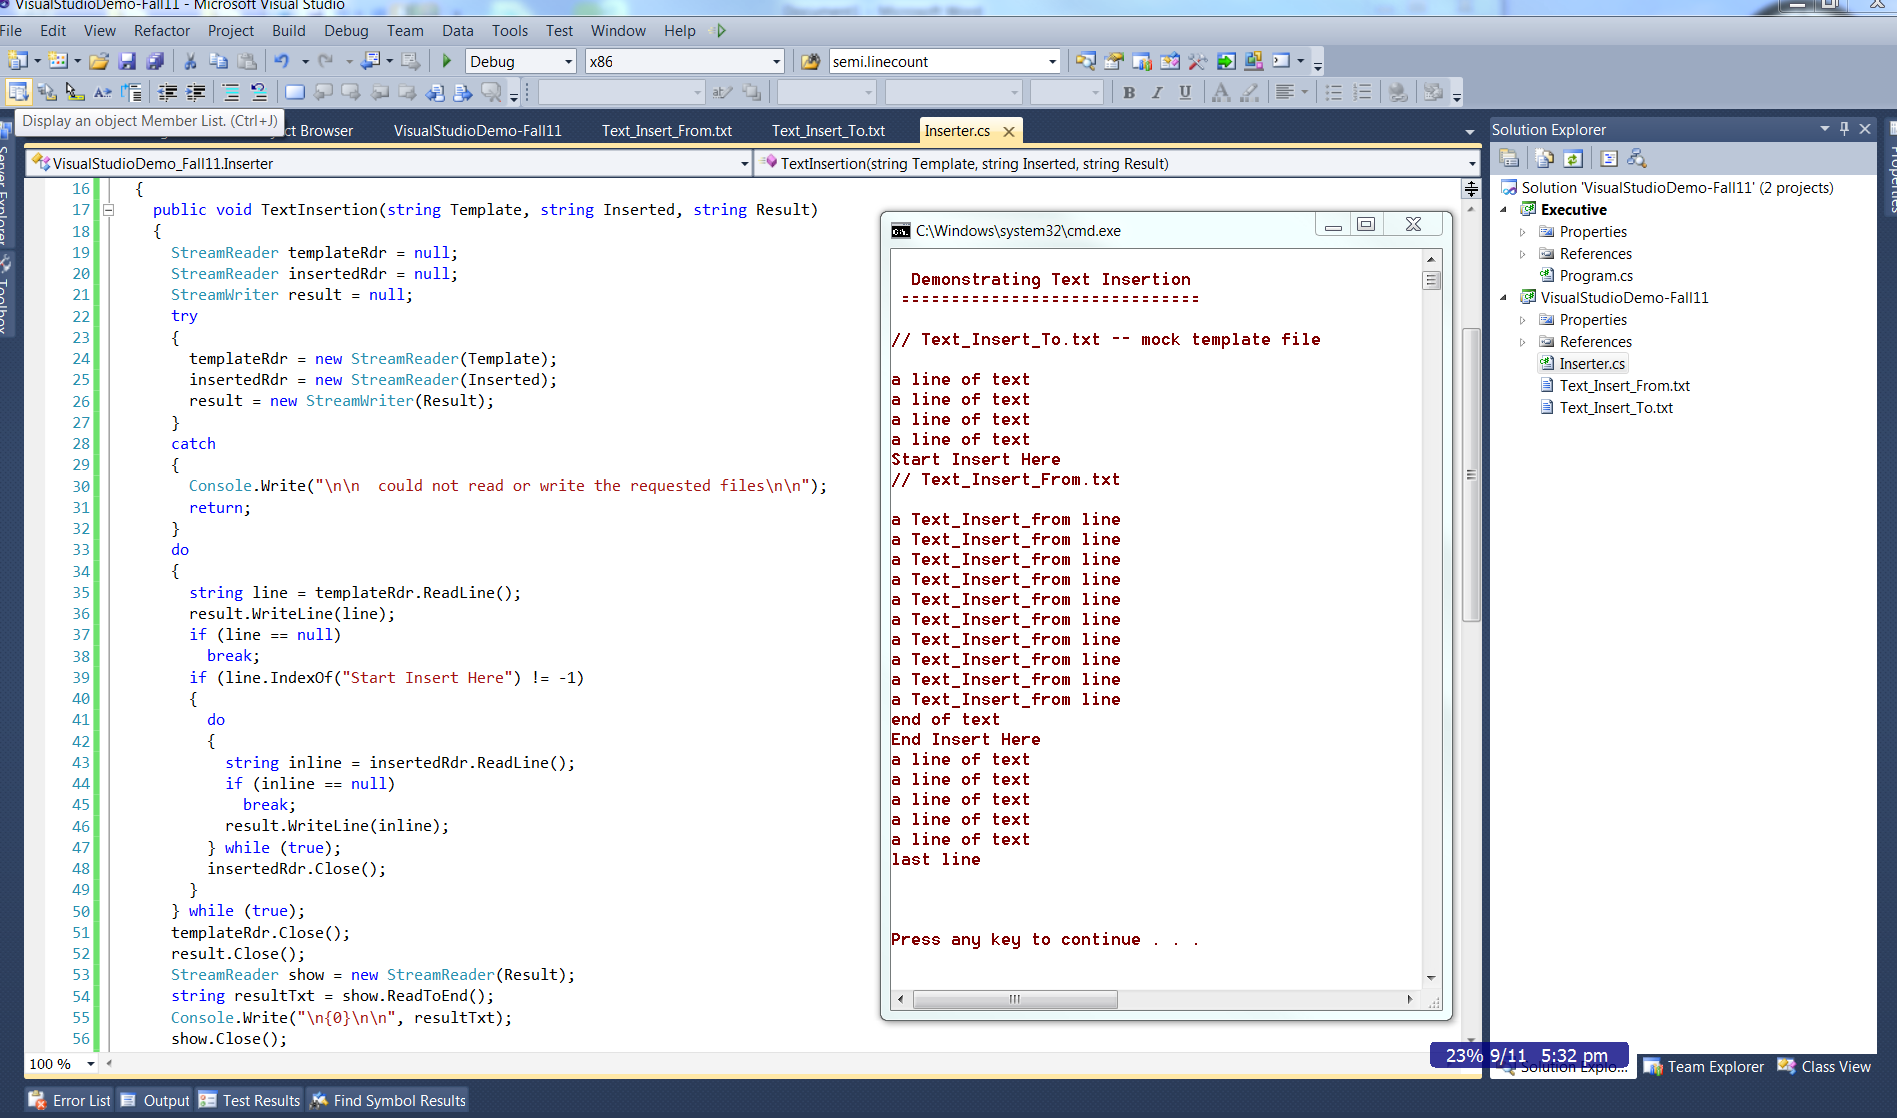 VisualStudioDemo-Fall11 - Microsoft Visual Studio
File Edit View Refactor Project Build Debug Team Data Tools Test Window Help
Debug x86 semi.linecount
Display an object Member List. (Ctrl+J)
ct Browser VisualStudioDemo-Fall11 Text_Insert_From.txt Text_Insert_To.txt Inserter.cs
VisualStudioDemo_Fall11.Inserter TextInsertion(string Template, string Inserted, string Result)
16 {
17 public void TextInsertion(string Template, string Inserted, string Result)
18 {
19 StreamReader templateRdr = null;
20 StreamReader insertedRdr = null;
21 StreamWriter result = null;
22 try
23 {
24 templateRdr = new StreamReader(Template);
25 insertedRdr = new StreamReader(Inserted);
26 result = new StreamWriter(Result);
27 }
28 catch
29 {
30 Console.Write("\n\n  could not read or write the requested files\n\n");
31 return;
32 }
33 do
34 {
35 string line = templateRdr.ReadLine();
36 result.WriteLine(line);
37 if (line == null)
38 break;
39 if (line.IndexOf("Start Insert Here") != -1)
40 {
41 do
42 {
43 string inline = insertedRdr.ReadLine();
44 if (inline == null)
45 break;
46 result.WriteLine(inline);
47 } while (true);
48 insertedRdr.Close();
49 }
50 } while (true);
51 templateRdr.Close();
52 result.Close();
53 StreamReader show = new StreamReader(Result);
54 string resultTxt = show.ReadToEnd();
55 Console.Write("\n{0}\n\n", resultTxt);
56 show.Close();
100 %
C:\Windows\system32\cmd.exe
Demonstrating Text Insertion
------------------------------
// Text_Insert_To.txt -- mock template file
a line of text
a line of text
a line of text
a line of text
Start Insert Here
// Text_Insert_From.txt
a Text_Insert_from line
a Text_Insert_from line
a Text_Insert_from line
a Text_Insert_from line
a Text_Insert_from line
a Text_Insert_from line
a Text_Insert_from line
a Text_Insert_from line
a Text_Insert_from line
a Text_Insert_from line
end of text
End Insert Here
a line of text
a line of text
a line of text
a line of text
a line of text
last line
Press any key to continue . . .
Solution Explorer
Solution 'VisualStudioDemo-Fall11' (2 projects)
Executive
Properties
References
Program.cs
VisualStudioDemo-Fall11
Properties
References
Inserter.cs
Text_Insert_From.txt
Text_Insert_To.txt
Server Explorer
Toolbox
Properties
23% 9/11 5:32 pm
Solution Explo... Team Explorer Class View
Error List Output Test Results Find Symbol Results